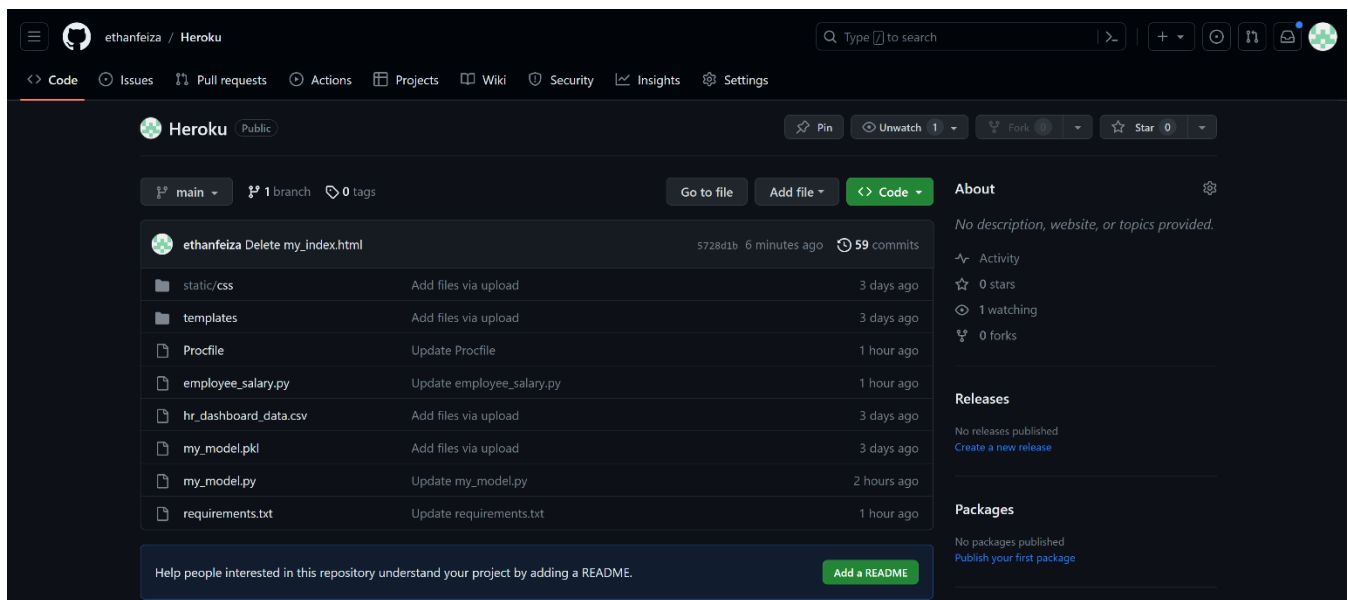 ethanfeiza / Heroku
Type / to search
Code Issues Pull requests Actions Projects Wiki Security Insights Settings
Heroku Public
Pin Unwatch 1 Fork 0 Star 0
main 1 branch 0 tags Go to file Add file Code
ethanfeiza Delete my_index.html 5728d1b 6 minutes ago 59 commits
static/css Add files via upload 3 days ago
templates Add files via upload 3 days ago
Procfile Update Procfile 1 hour ago
employee_salary.py Update employee_salary.py 1 hour ago
hr_dashboard_data.csv Add files via upload 3 days ago
my_model.pkl Add files via upload 3 days ago
my_model.py Update my_model.py 2 hours ago
requirements.txt Update requirements.txt 1 hour ago
Help people interested in this repository understand your project by adding a README. Add a README
About
No description, website, or topics provided.
Activity
0 stars
1 watching
0 forks
Releases
No releases published
Create a new release
Packages
No packages published
Publish your first package